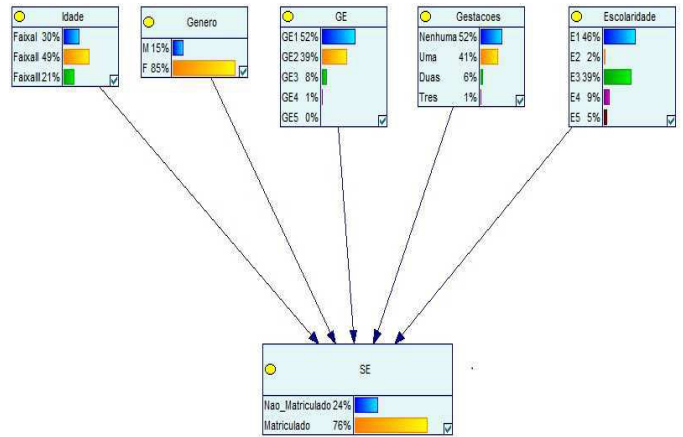 Idade
FaixaI 30%
FaixaII 49%
FaixaIII 21%
Genero
M 15%
F 85%
GE
GE1 52%
GE2 39%
GE3 8%
GE4 1%
GE5 0%
Gestacoes
Nenhuma 52%
Uma 41%
Duas 6%
Tres 1%
Escolaridade
E1 46%
E2 2%
E3 39%
E4 9%
E5 5%
SE
Nao_Matriculado 24%
Matriculado 76%